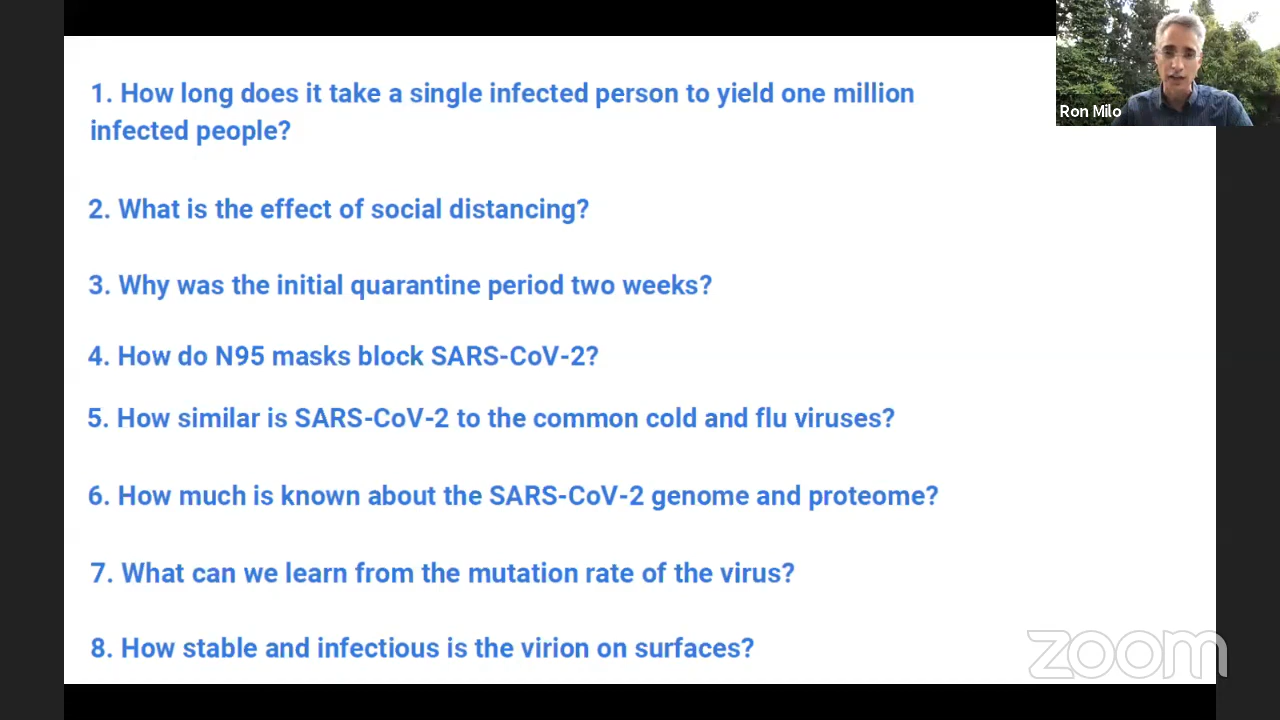 1. How long does it take a single infected person to yield one million
infected people?
Ron Milo
2. What is the effect of social distancing?
3. Why was the initial quarantine period two weeks?
4. How do N95 masks block SARS-CoV-2?
5. How similar is SARS-CoV-2 to the common cold and flu viruses?
6. How much is known about the SARS-CoV-2 genome and proteome?
7. What can we learn from the mutation rate of the virus?
8. How stable and infectious is the virion on surfaces?
zoom